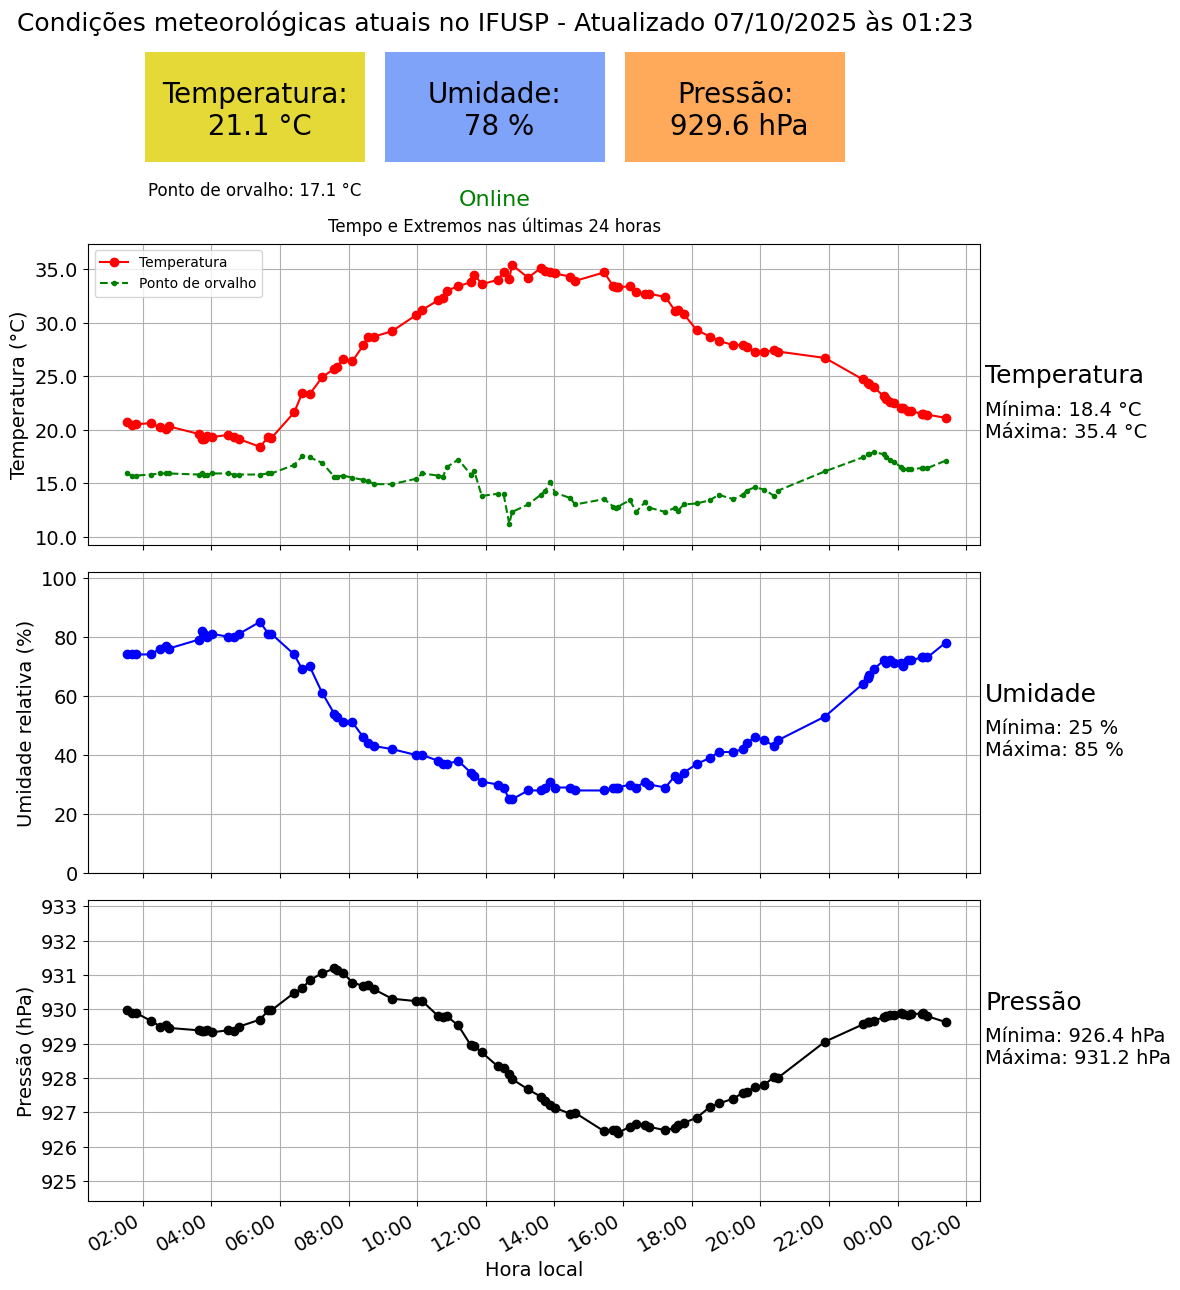 Condições meteorológicas atuais no IFUSP - Atualizado 07/10/2025 às 01:23
Temperatura:
21.1 °C
Umidade:
78 %
Pressão:
929.6 hPa
Ponto de orvalho: 17.1 °C
Online
Tempo e Extremos nas últimas 24 horas
Temperatura
Ponto de orvalho
Temperatura (°C)
35.0
30.0
25.0
20.0
15.0
10.0
Temperatura
Mínima: 18.4 °C
Máxima: 35.4 °C
Umidade relativa (%)
100
80
60
40
20
0
Umidade
Mínima: 25 %
Máxima: 85 %
Pressão (hPa)
933
932
931
930
929
928
927
926
925
Pressão
Mínima: 926.4 hPa
Máxima: 931.2 hPa
02:00 04:00 06:00 08:00 10:00 12:00 14:00 16:00 18:00 20:00 22:00 00:00 02:00
Hora local